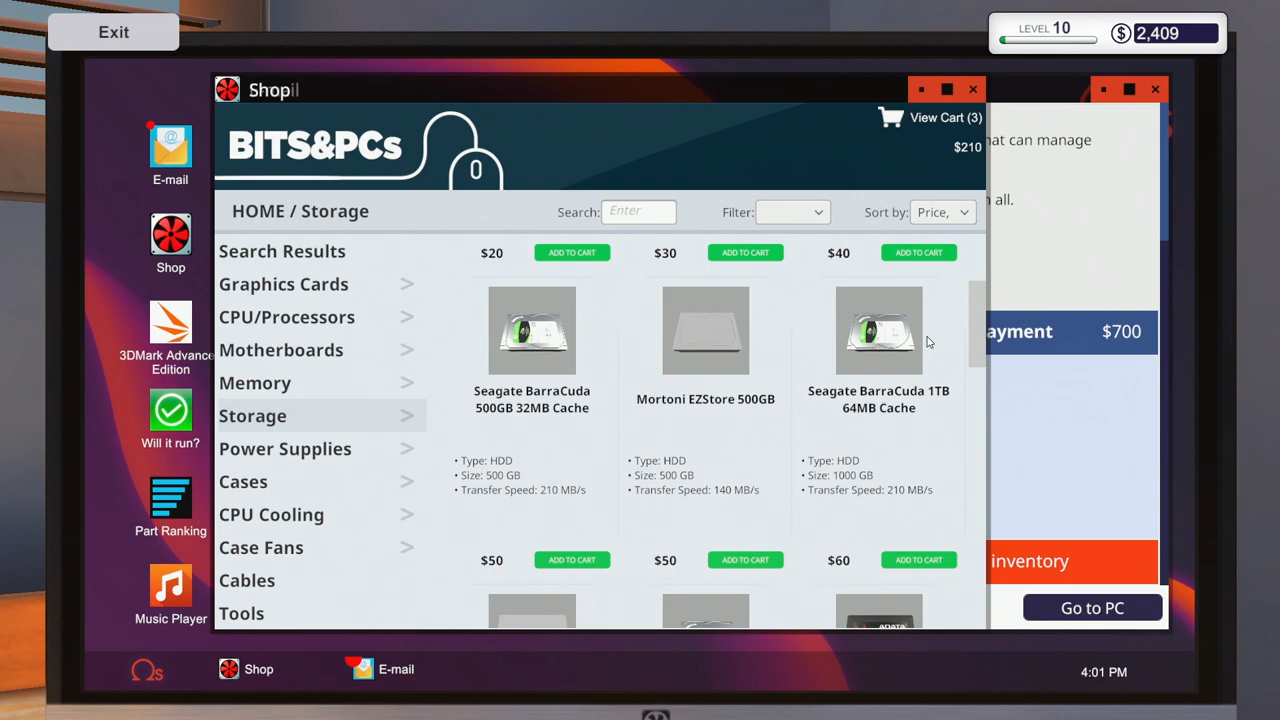 Exit
LEVEL 10
$ 2,409
Shop
BITS&PCs
View Cart (3)
$210
HOME / Storage
Search: Enter
Filter:
Sort by: Price,
Search Results
Graphics Cards >
CPU/Processors >
Motherboards >
Memory >
Storage >
Power Supplies >
Cases >
CPU Cooling >
Case Fans >
Cables
Tools
$20 ADD TO CART
$30 ADD TO CART
$40 ADD TO CART
Seagate BarraCuda
500GB 32MB Cache
• Type: HDD
• Size: 500 GB
• Transfer Speed: 210 MB/s
$50 ADD TO CART
Mortoni EZStore 500GB
• Type: HDD
• Size: 500 GB
• Transfer Speed: 140 MB/s
$50 ADD TO CART
Seagate BarraCuda 1TB
64MB Cache
• Type: HDD
• Size: 1000 GB
• Transfer Speed: 210 MB/s
$60 ADD TO CART
ADATA
that can manage
all.
ayment $700
inventory
Go to PC
E-mail
Shop
3DMark Advance
Edition
Will it run?
Part Ranking
Music Player
Ωs
Shop
E-mail
4:01 PM